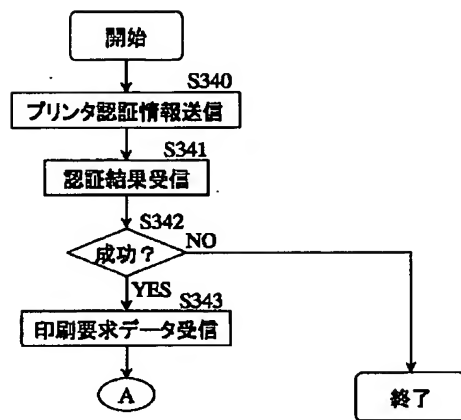 開始
S340
プリンタ認証情報送信
S341
認証結果受信
S342
成功？
NO
YES
S343
印刷要求データ受信
A
終了